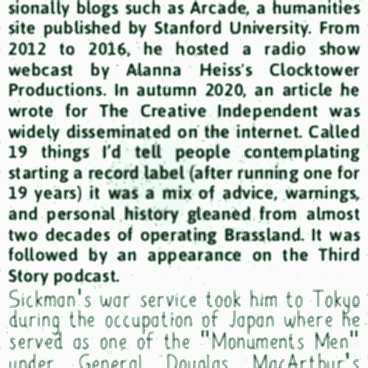 sionally blogs such as Arcade, a humanities
site published by Stanford University. From
2012 to 2016, he hosted a radio show
webcast by Alanna Heiss's Clocktower
Productions. In autumn 2020, an article he
wrote for The Creative Independent was
widely disseminated on the internet. Called
19 things I'd tell people contemplating
starting a record label (after running one for
19 years) it was a mix of advice, warnings,
and personal history gleaned from almost
two decades of operating Brassland. It was
followed by an appearance on the Third
Story podcast.
Sickman's war service took him to Tokyo
during the occupation of Japan where he
served as one of the "Monuments Men"
under General Douglas MacArthur's